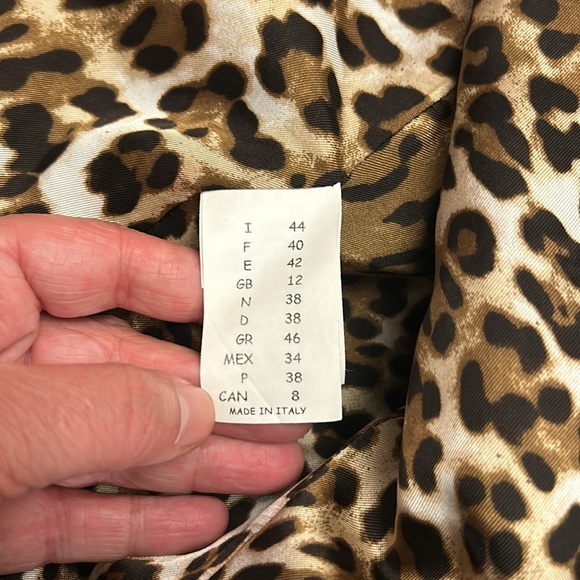 I 44
F 40
E 42
GB 12
N 38
D 38
GR 46
MEX 34
P 38
CAN 8
MADE IN ITALY